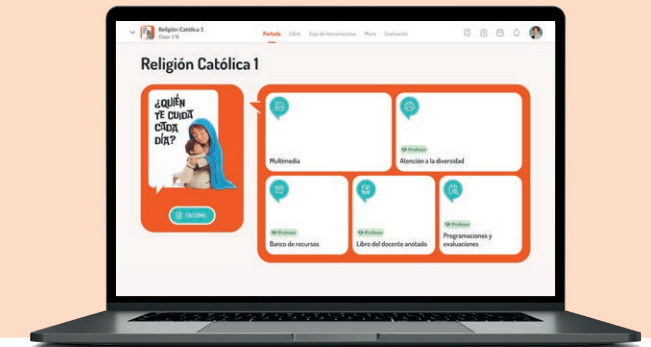 Religión Católica 1
Clase 1ºB
Portada Libro Caja de herramientas Muro Evaluación
Religión Católica 1
¿QUIÉN
TE CUIDA
CADA
DÍA?
Multimedia
Profesor
Atención a la diversidad
Profesor
Banco de recursos
Profesor
Libro del docente anotado
Profesor
Programaciones y
evaluaciones